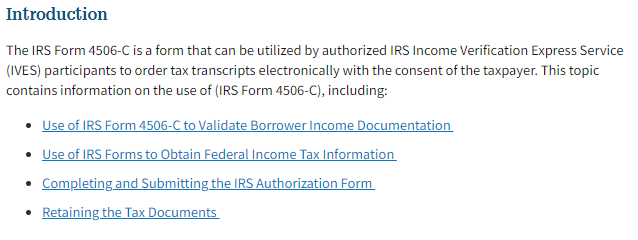 Introduction
The IRS Form 4506-C is a form that can be utilized by authorized IRS Income Verification Express Service
(IVES) participants to order tax transcripts electronically with the consent of the taxpayer. This topic
contains information on the use of (IRS Form 4506-C), including:
• Use of IRS Form 4506-C to Validate Borrower Income Documentation
• Use of IRS Forms to Obtain Federal Income Tax Information
• Completing and Submitting the IRS Authorization Form
• Retaining the Tax Documents